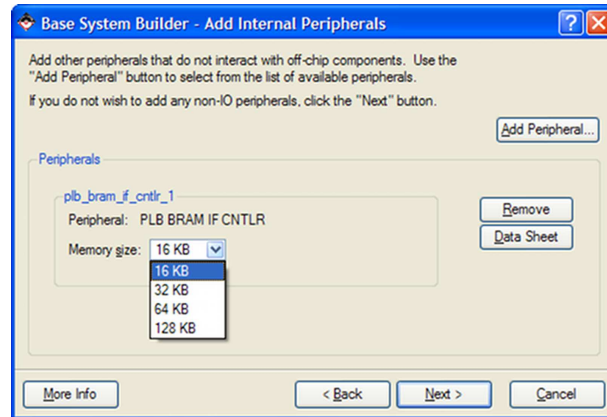 Base System Builder - Add Internal Peripherals
Add other peripherals that do not interact with off-chip components. Use the
"Add Peripheral" button to select from the list of available peripherals.
If you do not wish to add any non-IO peripherals, click the "Next" button.
Add Peripheral...
Peripherals
plb_bram_if_cntlr_1
Peripheral: PLB BRAM IF CNTLR
Remove
Data Sheet
Memory size: 16 KB
16 KB
32 KB
64 KB
128 KB
More Info
< Back
Next >
Cancel